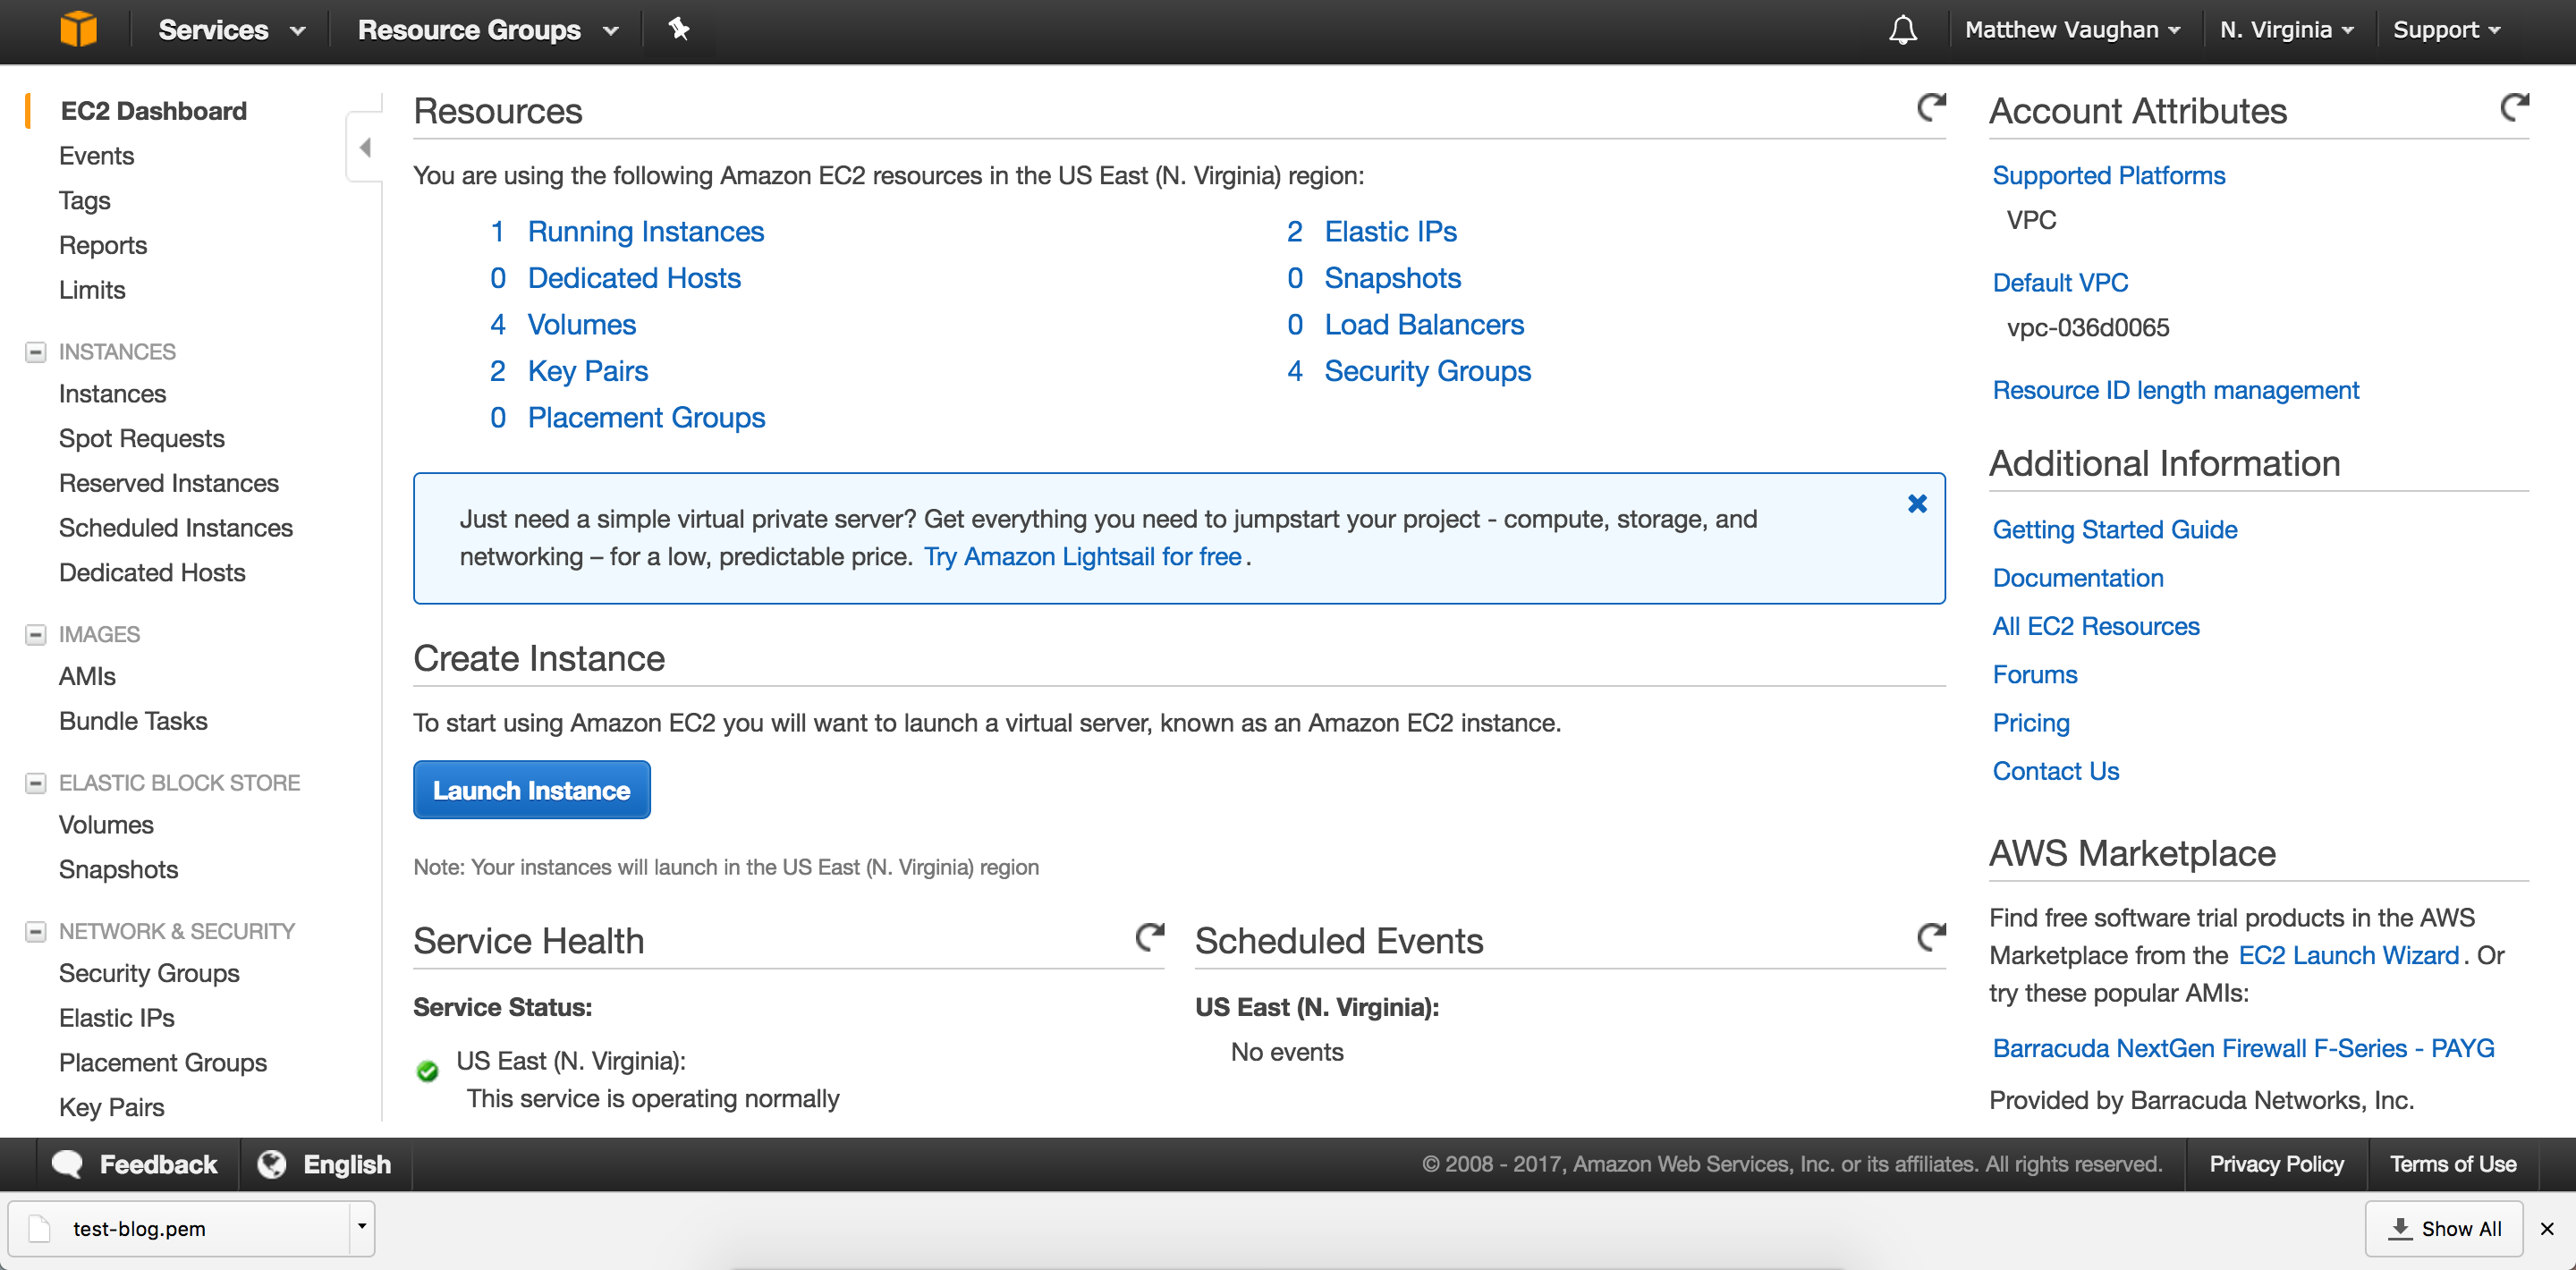 Services
Resource Groups
Matthew Vaughan
N. Virginia
Support
EC2 Dashboard
Events
Tags
Reports
Limits
INSTANCES
Instances
Spot Requests
Reserved Instances
Scheduled Instances
Dedicated Hosts
IMAGES
AMIs
Bundle Tasks
ELASTIC BLOCK STORE
Volumes
Snapshots
NETWORK & SECURITY
Security Groups
Elastic IPs
Placement Groups
Key Pairs
Resources
You are using the following Amazon EC2 resources in the US East (N. Virginia) region:
1 Running Instances
0 Dedicated Hosts
4 Volumes
2 Key Pairs
0 Placement Groups
2 Elastic IPs
0 Snapshots
0 Load Balancers
4 Security Groups
Just need a simple virtual private server? Get everything you need to jumpstart your project - compute, storage, and
networking – for a low, predictable price. Try Amazon Lightsail for free.
Create Instance
To start using Amazon EC2 you will want to launch a virtual server, known as an Amazon EC2 instance.
Launch Instance
Note: Your instances will launch in the US East (N. Virginia) region
Service Health
Service Status:
US East (N. Virginia):
This service is operating normally
Scheduled Events
US East (N. Virginia):
No events
Account Attributes
Supported Platforms
VPC
Default VPC
vpc-036d0065
Resource ID length management
Additional Information
Getting Started Guide
Documentation
All EC2 Resources
Forums
Pricing
Contact Us
AWS Marketplace
Find free software trial products in the AWS
Marketplace from the EC2 Launch Wizard. Or
try these popular AMIs:
Barracuda NextGen Firewall F-Series - PAYG
Provided by Barracuda Networks, Inc.
Feedback
English
© 2008 - 2017, Amazon Web Services, Inc. or its affiliates. All rights reserved.
Privacy Policy
Terms of Use
test-blog.pem
Show All